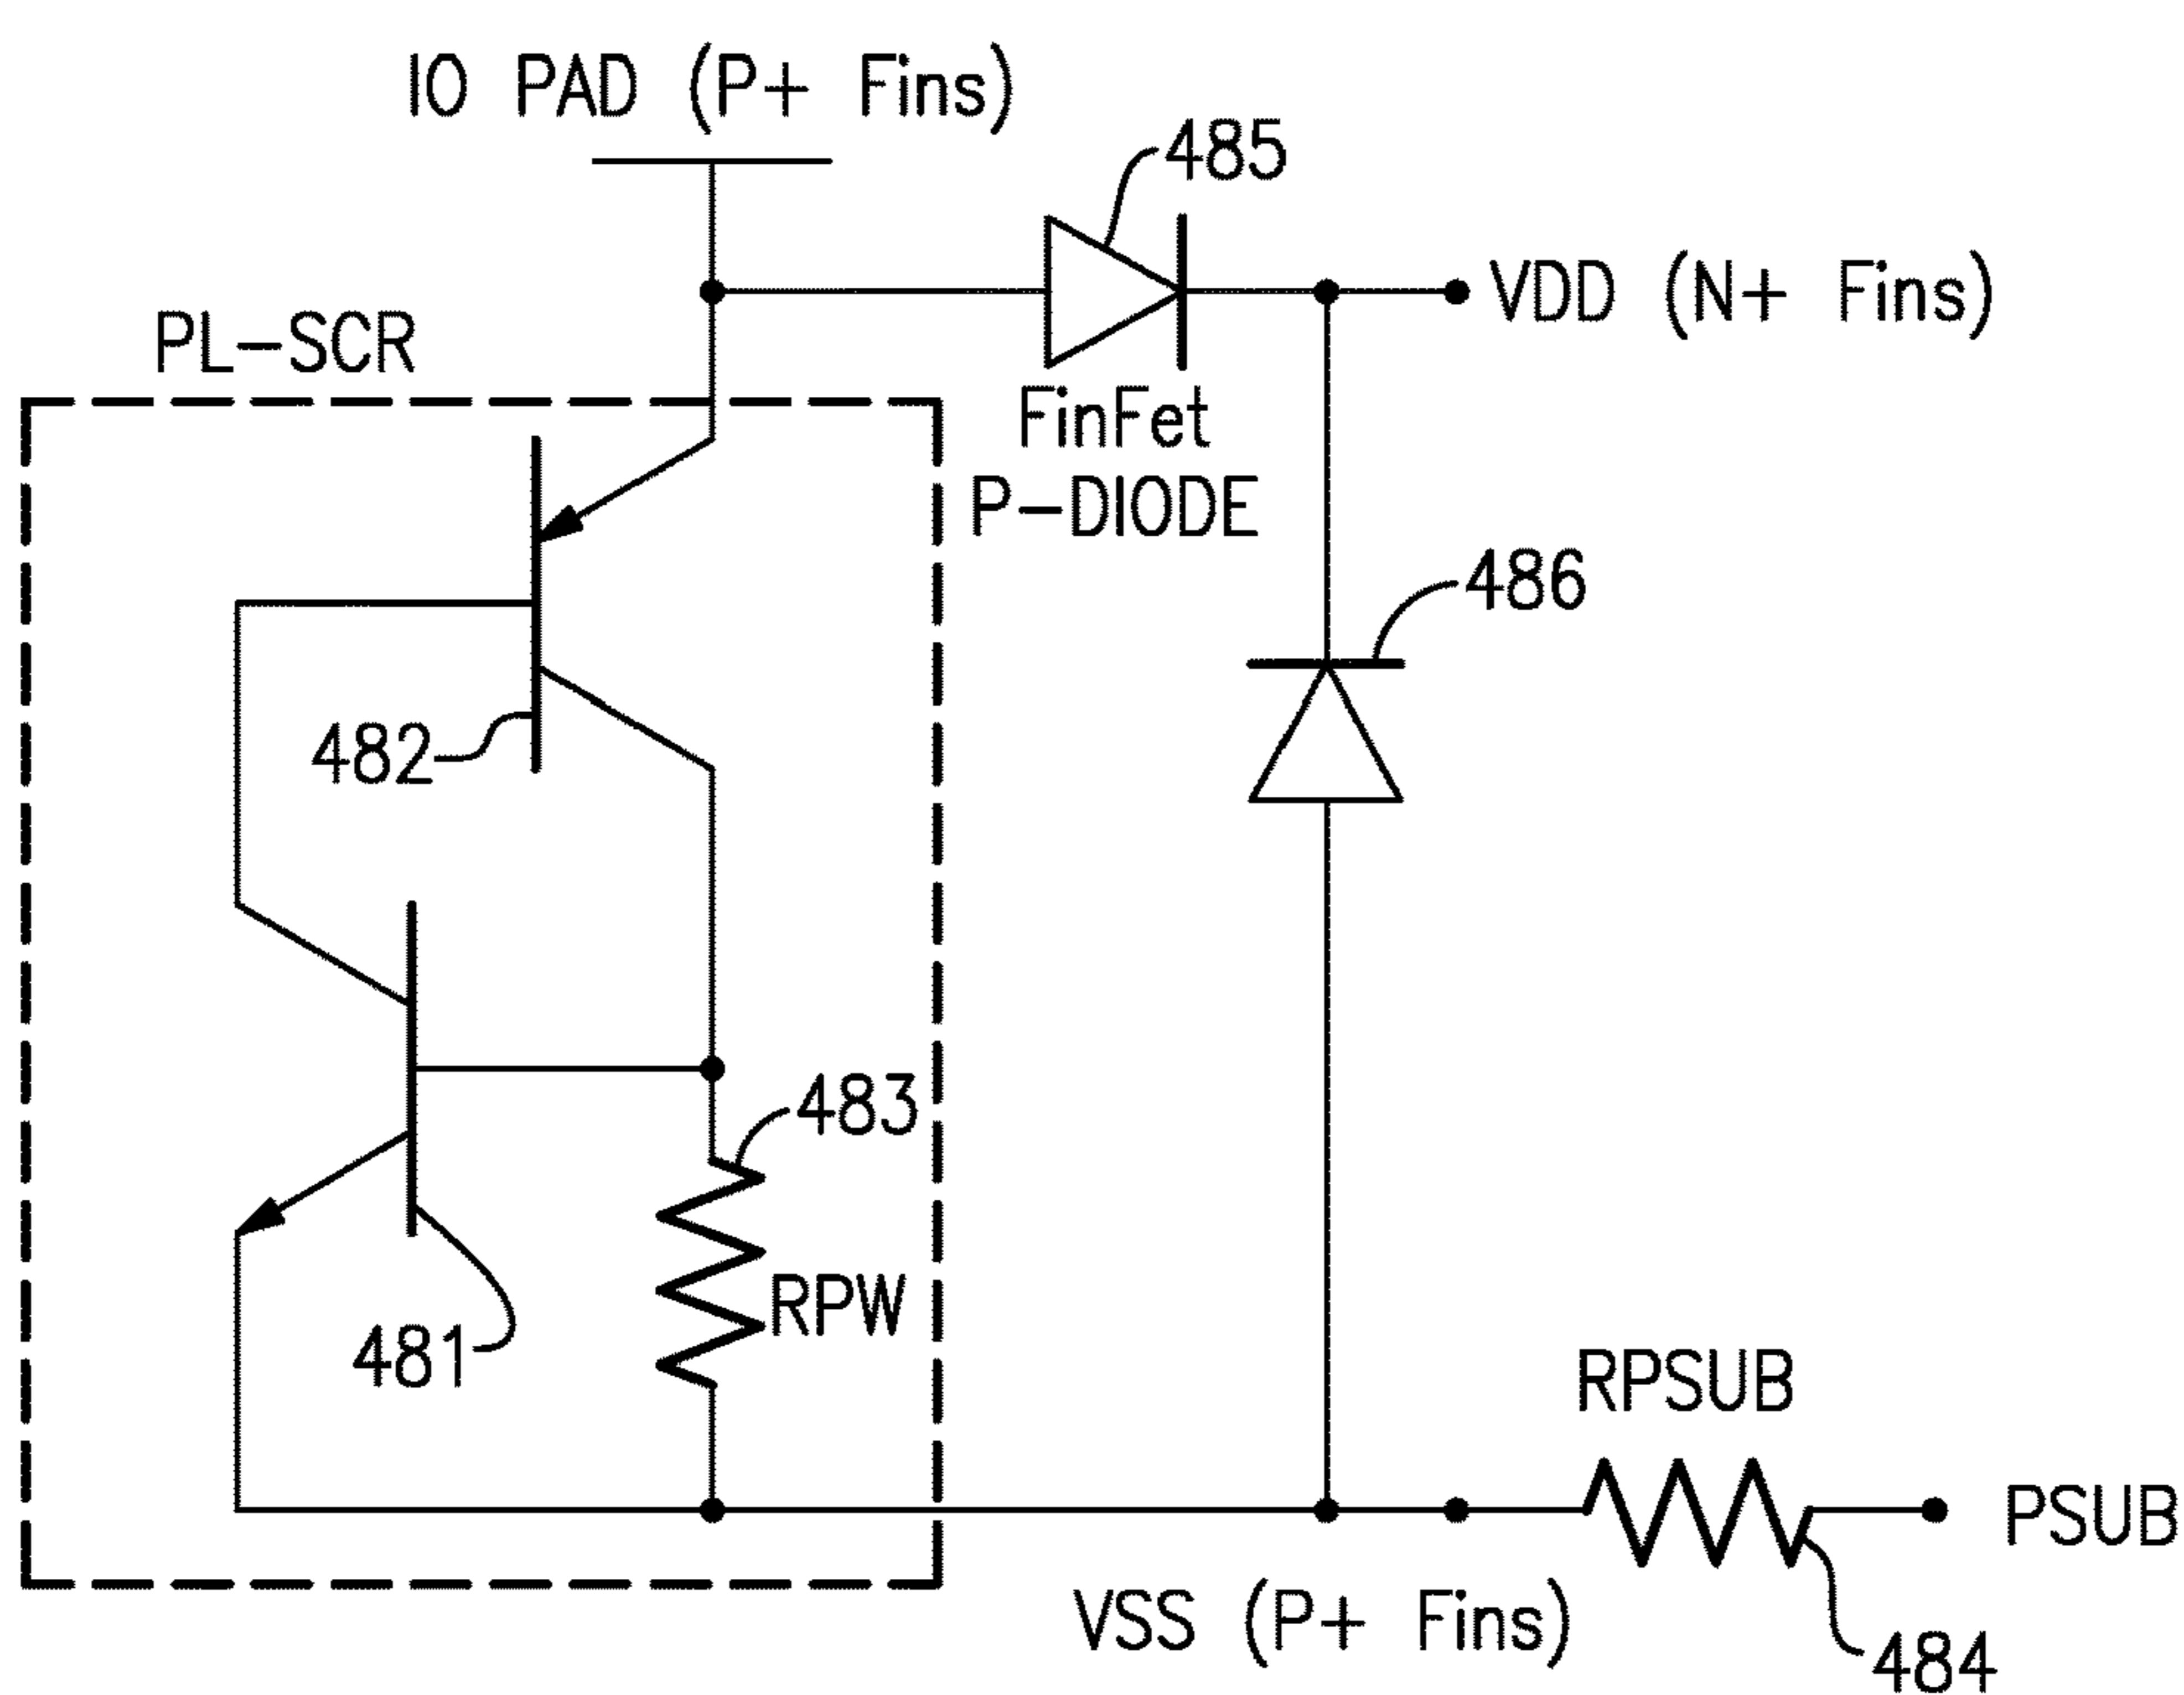 IO PAD (P+ Fins)
485
VDD (N+ Fins)
PL-SCR
FinFet
P-DIODE
486
482
483
RPW
481
RPSUB
PSUB
VSS (P+ Fins)
484